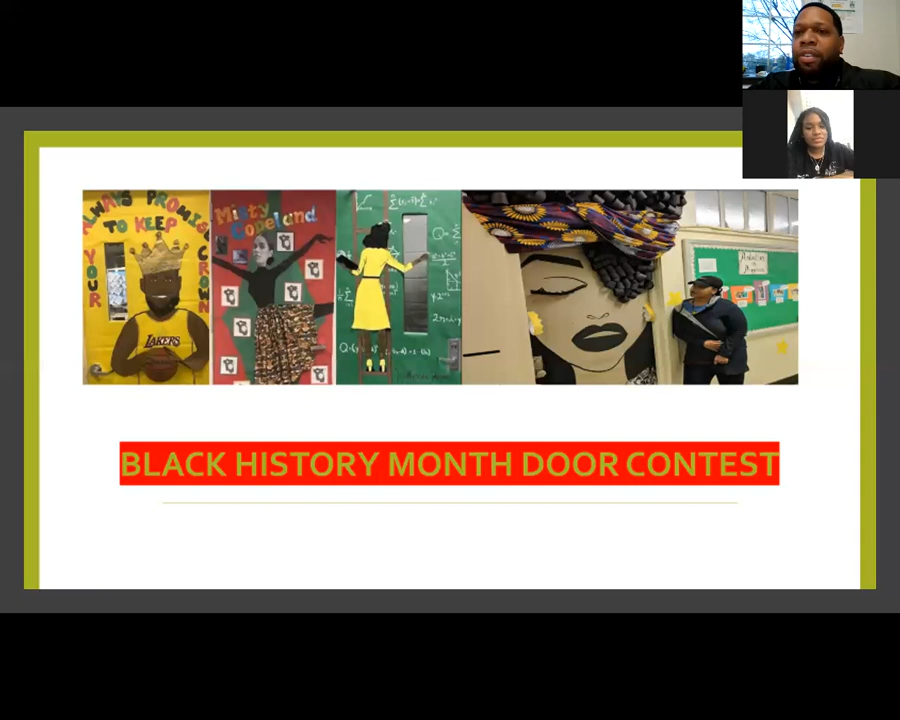 ALWAYS PROMISE
TO KEEP
YOUR
CROWN
LAKERS
Misty
Copeland
BLACK HISTORY MONTH DOOR CONTEST